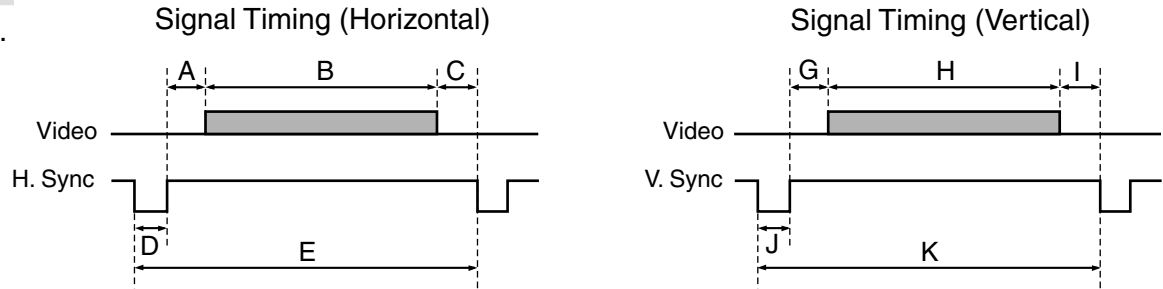 Signal Timing (Horizontal)
.
A B C
Video
H. Sync
D
E
Signal Timing (Vertical)
G H I
Video
V. Sync
J
K